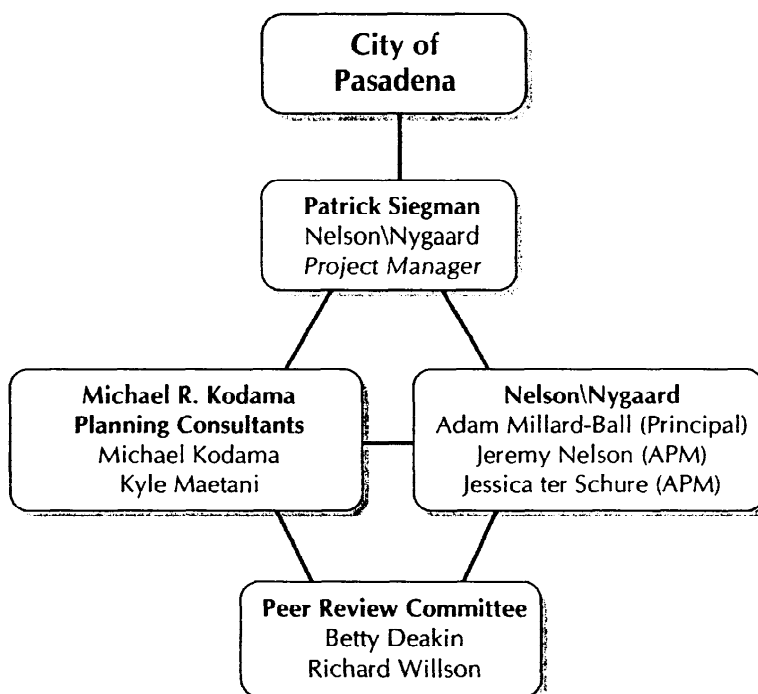 City of
Pasadena
Patrick Siegman
Nelson\Nygaard
Project Manager
Michael R. Kodama
Planning Consultants
Michael Kodama
Kyle Maetani
Nelson\Nygaard
Adam Millard-Ball (Principal)
Jeremy Nelson (APM)
Jessica ter Schure (APM)
Peer Review Committee
Betty Deakin
Richard Willson